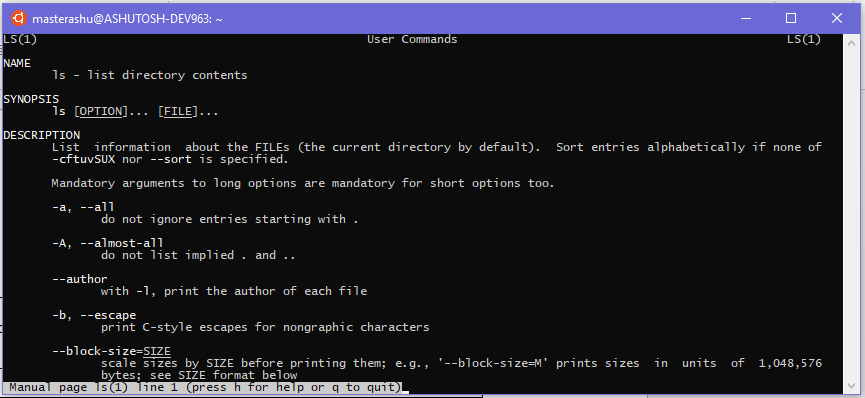 masterashu@ASHUTOSH-DEV963: ~
LS(1) User Commands LS(1)
NAME
ls - list directory contents
SYNOPSIS
ls [OPTION]... [FILE]...
DESCRIPTION
List information about the FILEs (the current directory by default). Sort entries alphabetically if none of
-cftuvSUX nor --sort is specified.
Mandatory arguments to long options are mandatory for short options too.
-a, --all
do not ignore entries starting with .
-A, --almost-all
do not list implied . and ..
--author
with -l, print the author of each file
-b, --escape
print C-style escapes for nongraphic characters
--block-size=SIZE
scale sizes by SIZE before printing them; e.g., '--block-size=M' prints sizes in units of 1,048,576
bytes; see SIZE format below
Manual page ls(1) line 1 (press h for help or q to quit)